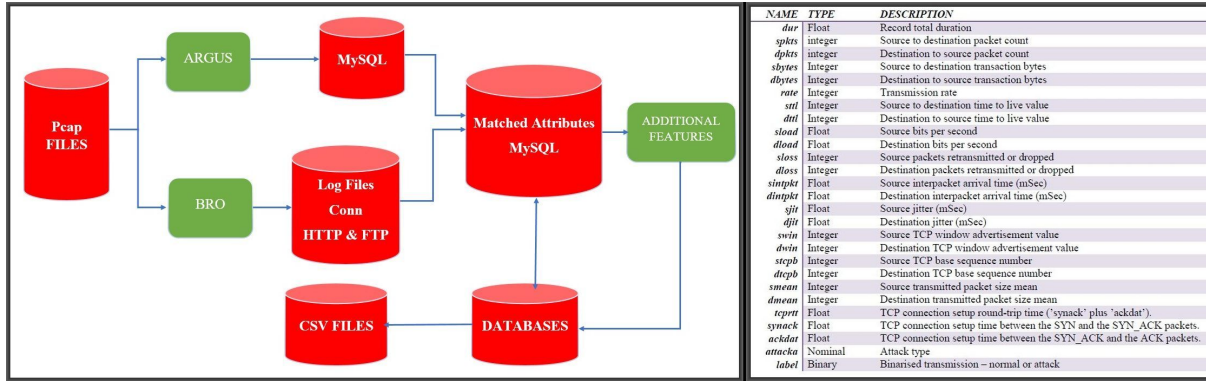 Pcap
FILES
ARGUS
BRO
MySQL
Log Files
Conn
HTTP & FTP
Matched Attributes
MySQL
ADDITIONAL
FEATURES
CSV FILES
DATABASES
NAME TYPE DESCRIPTION
dur Float Record total duration
spkts integer Source to destination packet count
dpkts integer Destination to source packet count
sbytes Integer Source to destination transaction bytes
dbytes Integer Destination to source transaction bytes
rate Integer Transmission rate
sttl Integer Source to destination time to live value
dttl Integer Destination to source time to live value
sload Float Source bits per second
dload Float Destination bits per second
sloss Integer Source packets retransmitted or dropped
dloss Integer Destination packets retransmitted or dropped
sintpkt Float Source interpacket arrival time (mSec)
dintpkt Float Destination interpacket arrival time (mSec)
sjit Float Source jitter (mSec)
djit Float Destination jitter (mSec)
swin Integer Source TCP window advertisement value
dwin Integer Destination TCP window advertisement value
stcpb Integer Source TCP base sequence number
dtcpb Integer Destination TCP base sequence number
smean Integer Source transmitted packet size mean
dmean Integer Destination transmitted packet size mean
tcprtt Float TCP connection setup round-trip time ('synack' plus 'ackdat').
synack Float TCP connection setup time between the SYN and the SYN_ACK packets.
ackdat Float TCP connection setup time between the SYN_ACK and the ACK packets.
attacka Nominal Attack type
label Binary Binarised transmission – normal or attack